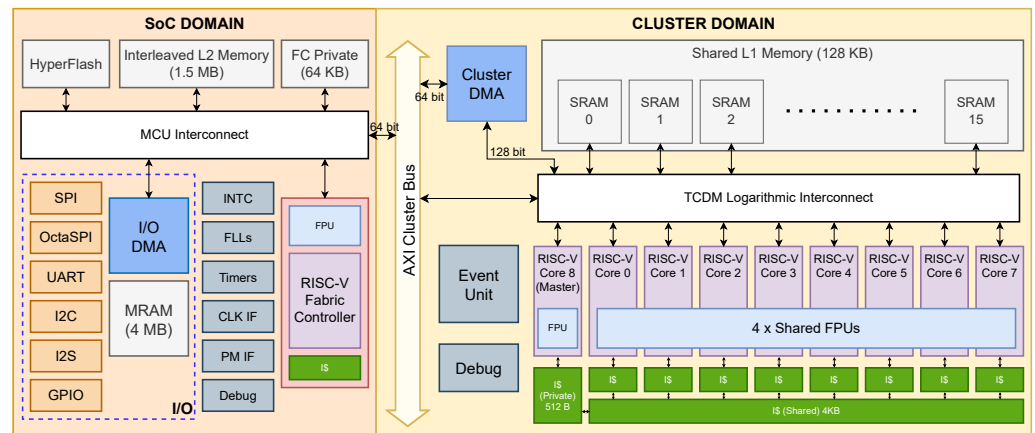 SoC DOMAIN
HyperFlash
Interleaved L2 Memory
(1.5 MB)
FC Private
(64 KB)
MCU Interconnect
64 bit
SPI
OctaSPI
UART
I2C
I2S
GPIO
I/O
DMA
MRAM
(4 MB)
I/O
INTC
FLLs
Timers
CLK IF
PM IF
Debug
FPU
RISC-V
Fabric
Controller
I$
AXI Cluster Bus
CLUSTER DOMAIN
64 bit
Cluster
DMA
128 bit
Shared L1 Memory (128 KB)
SRAM
0
SRAM
1
SRAM
2
SRAM
15
TCDM Logarithmic Interconnect
Event
Unit
Debug
RISC-V
Core 8
(Master)
RISC-V
Core 0
RISC-V
Core 1
RISC-V
Core 2
RISC-V
Core 3
RISC-V
Core 4
RISC-V
Core 5
RISC-V
Core 6
RISC-V
Core 7
FPU
4 x Shared FPUs
I$
(Private)
512 B
I$
I$
I$
I$
I$
I$
I$
I$
I$ (Shared) 4KB